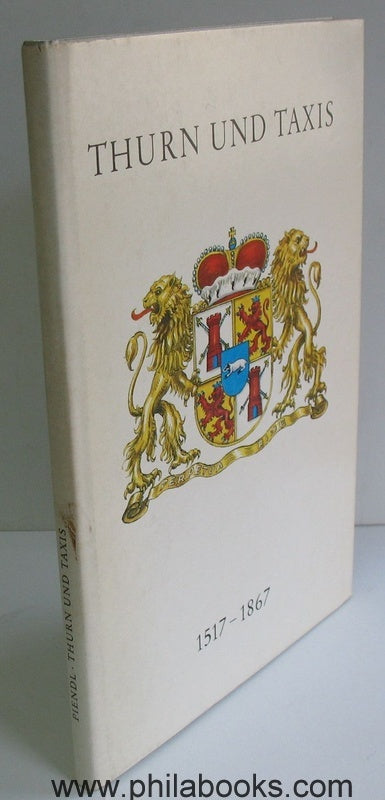 THURN UND TAXIS
1517–1867
PIENDL · THURN UND TAXIS
www.philabooks.com